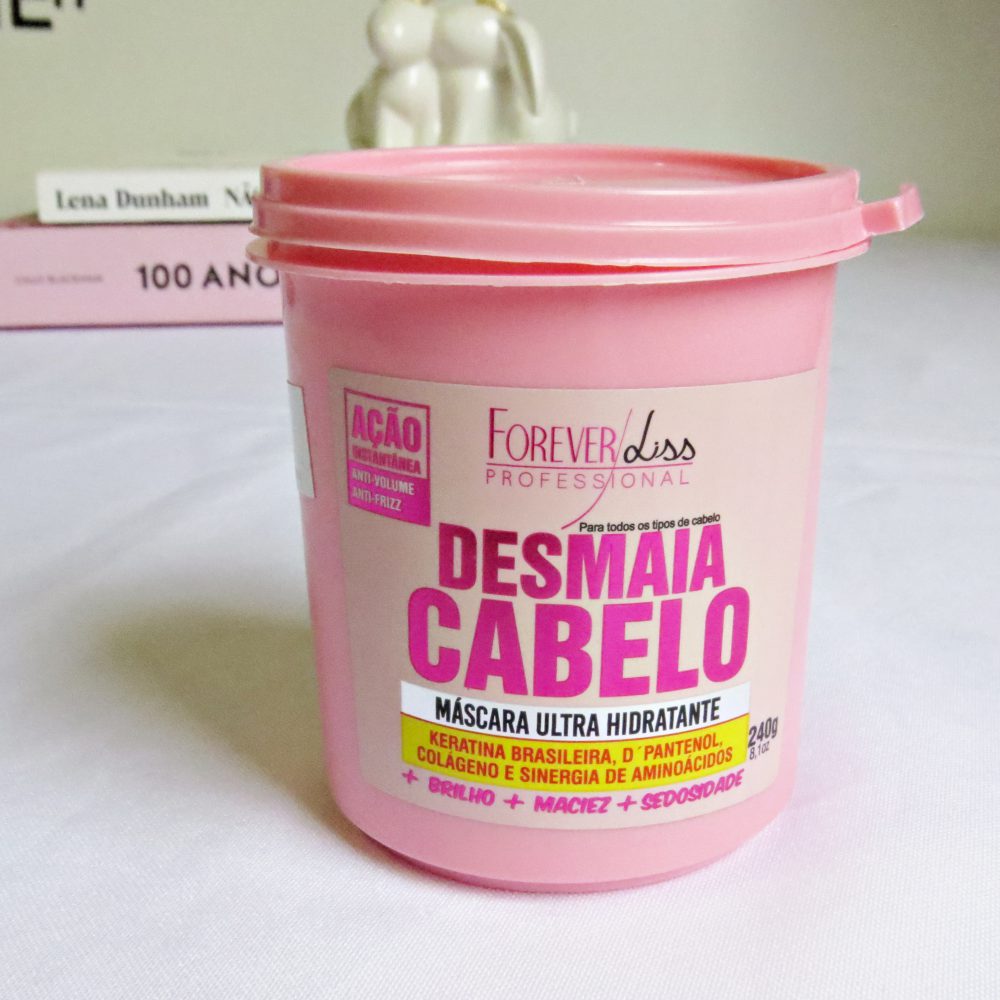 Lena Dunham NÃ
100 ANO
AÇÃO
INSTANTÂNEA
ANTI-VOLUME
ANTI-FRIZZ
FOREVER Liss
PROFESSIONAL
Para todos os tipos de cabelo
DESMAIA
CABELO
MÁSCARA ULTRA HIDRATANTE
KERATINA BRASILEIRA, D´PANTENOL,
COLÁGENO E SINERGIA DE AMINOÁCIDOS
240g
8,1oz
+ BRILHO + MACIEZ + SEDOSIDADE